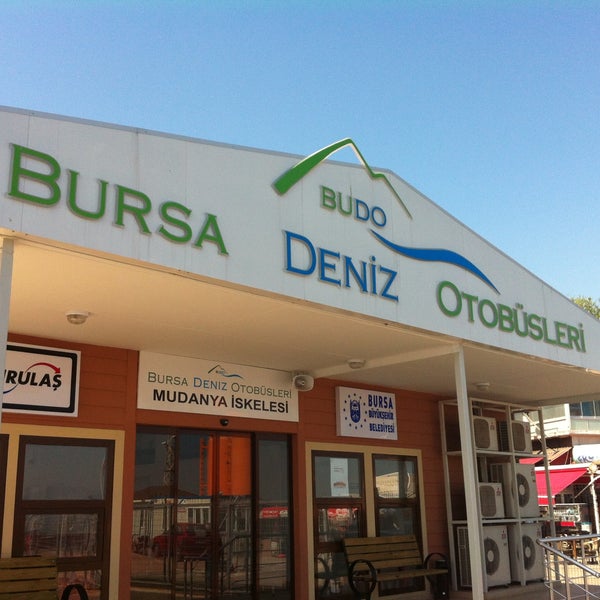 BURSA
BUDO
DENİZ
OTOBÜSLERİ
BURSA DENİZ OTOBÜSLERİ
MUDANYA İSKELESİ
BURSA
BÜYÜKŞEHİR
BELEDİYESİ